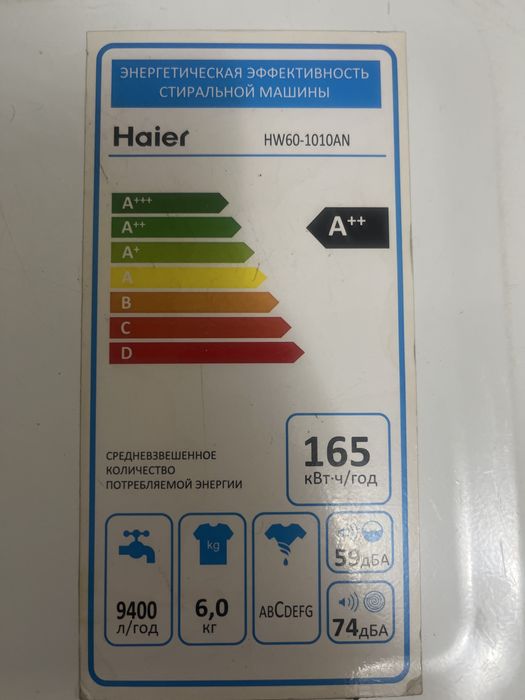 ЭНЕРГЕТИЧЕСКАЯ ЭФФЕКТИВНОСТЬ
СТИРАЛЬНОЙ МАШИНЫ
Haier HW60-1010AN
A+++
A++
A++
A+
A
B
C
D
СРЕДНЕВЗВЕШЕННОЕ
КОЛИЧЕСТВО
ПОТРЕБЛЯЕМОЙ ЭНЕРГИИ
165
кВт·ч/год
kg
9400
л/год
6,0
кг
ABCDEFG
59дБА
74дБА